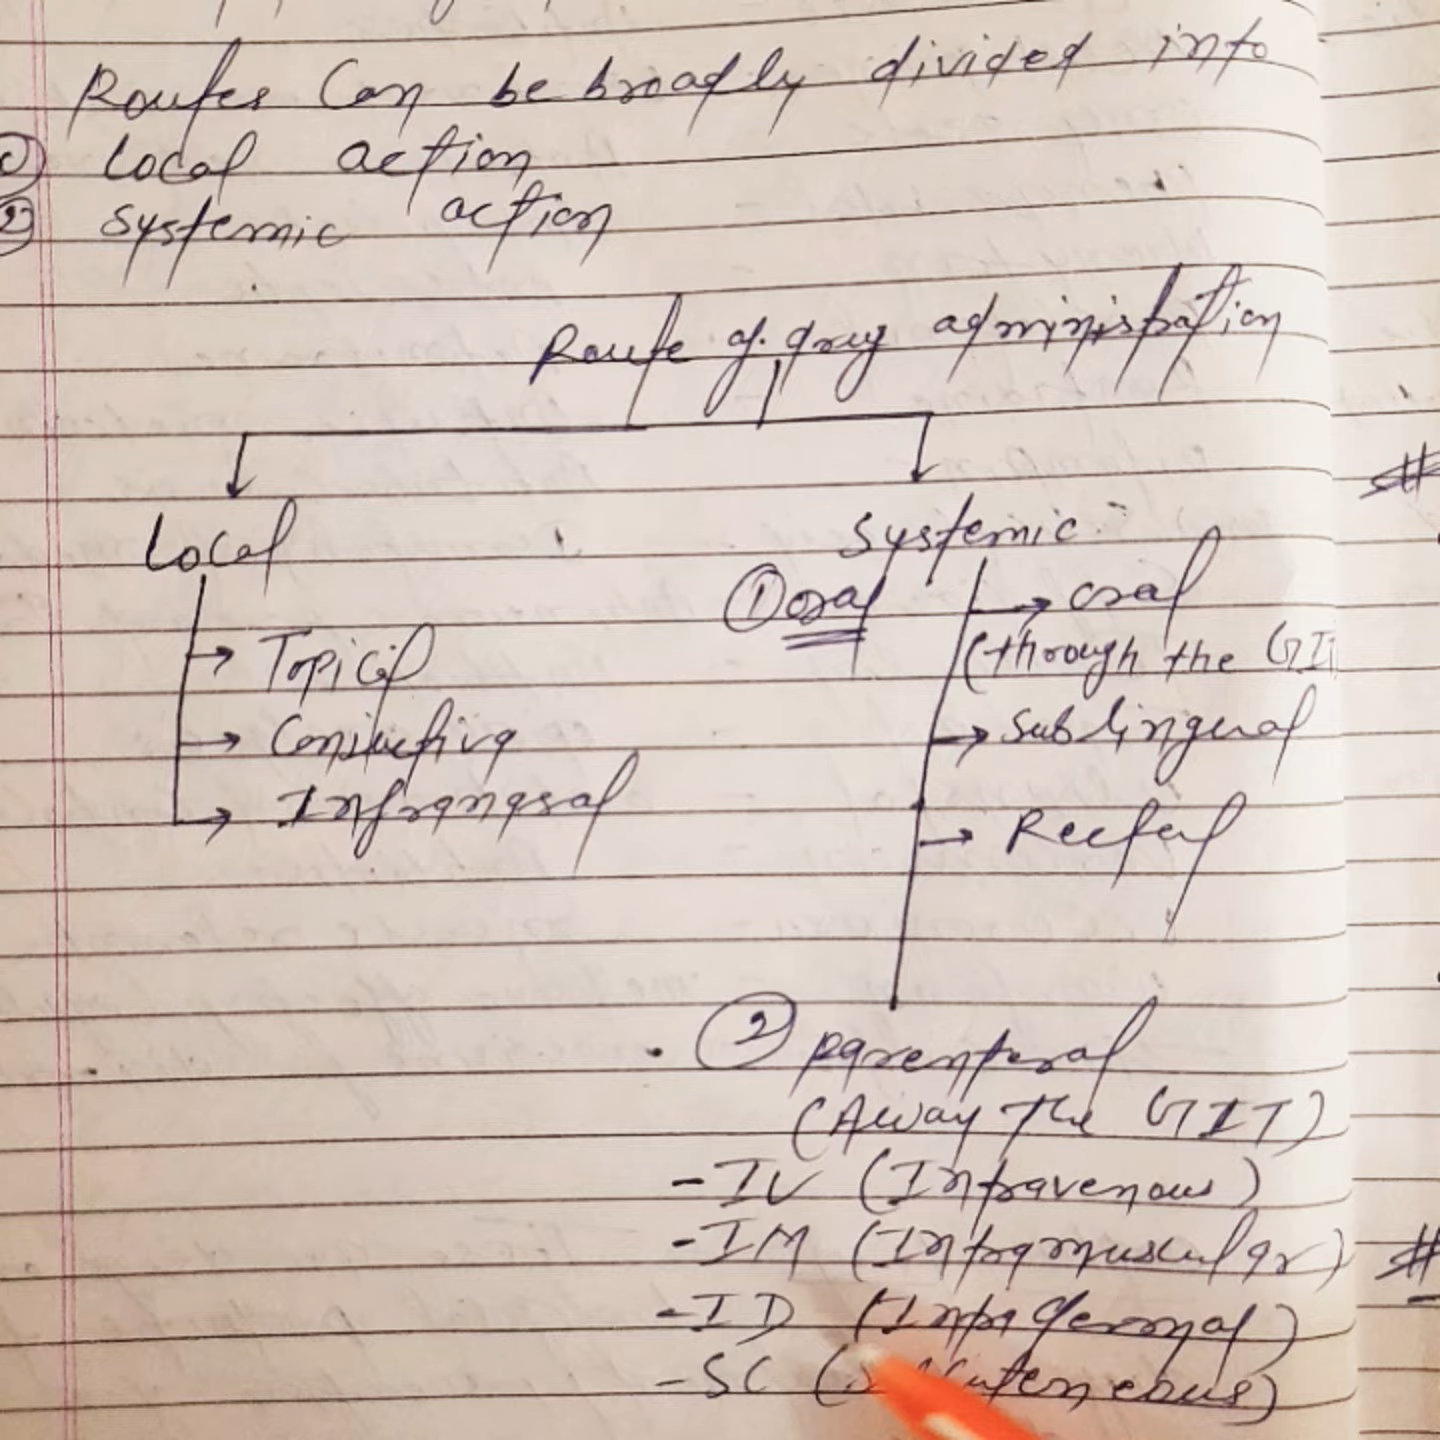 Routes Can be broadly divided into
① Local action
② Systemic action
Route of drug administration
Local
→ Topical
→ Conjuctiva
→ Intranasal
Systemic
① oral
→ oral
(through the GI
→ Sublingual
→ Rectal
② parenteral
(Away The GIT)
- IV (Intravenous)
- IM (Intramuscular)
- ID (Intradermal)
- SC (
#
#